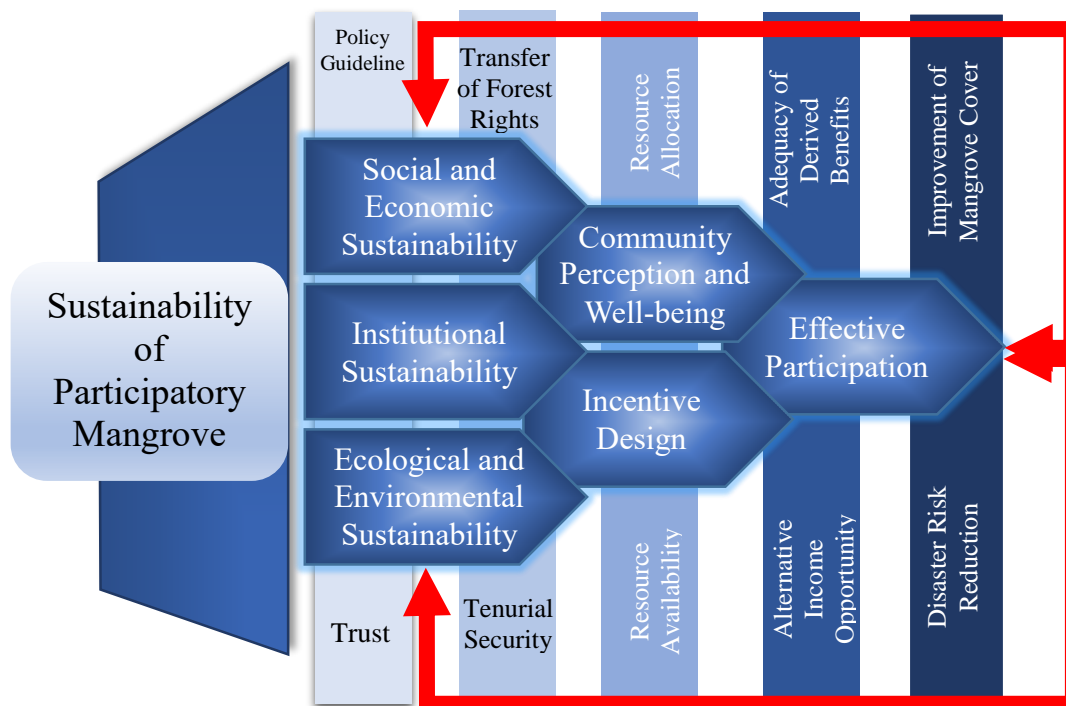 Policy
Guideline
Transfer
of Forest
Rights
Resource
Allocation
Adequacy of
Derived
Benefits
Improvement of
Mangrove Cover
Social and
Economic
Sustainability
Community
Perception and
Well-being
Sustainability
of
Participatory
Mangrove
Institutional
Sustainability
Effective
Participation
Incentive
Design
Ecological and
Environmental
Sustainability
Trust
Tenurial
Security
Resource
Availability
Alternative
Income
Opportunity
Disaster Risk
Reduction